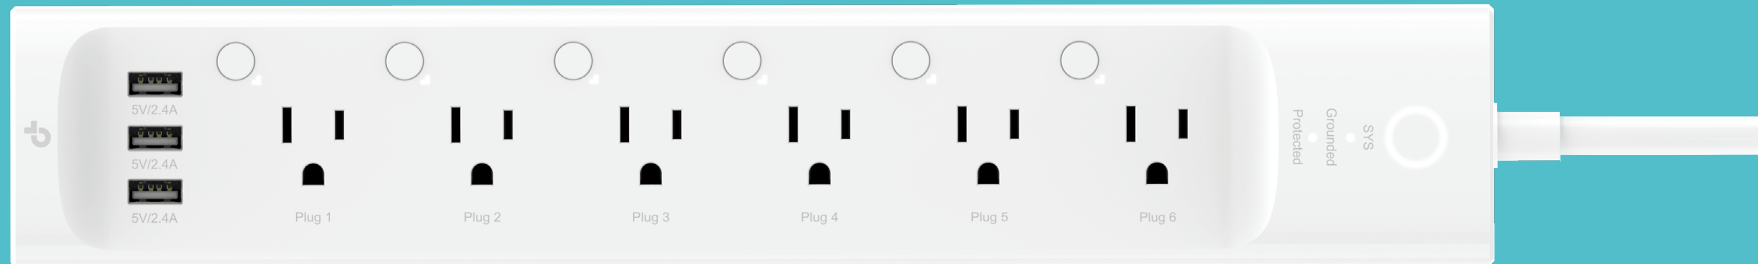 5V/2.4A
5V/2.4A
5V/2.4A
Plug 1
Plug 2
Plug 3
Plug 4
Plug 5
Plug 6
Protected
Grounded
SYS